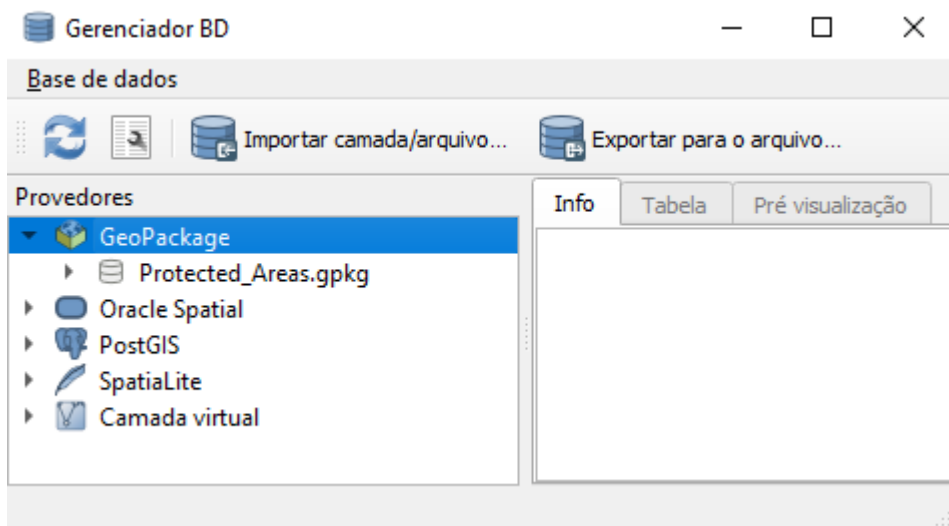 Gerenciador BD
Base de dados
Importar camada/arquivo... Exportar para o arquivo...
Provedores
GeoPackage
Protected_Areas.gpkg
Oracle Spatial
PostGIS
SpatiaLite
Camada virtual
Info Tabela Pré visualização